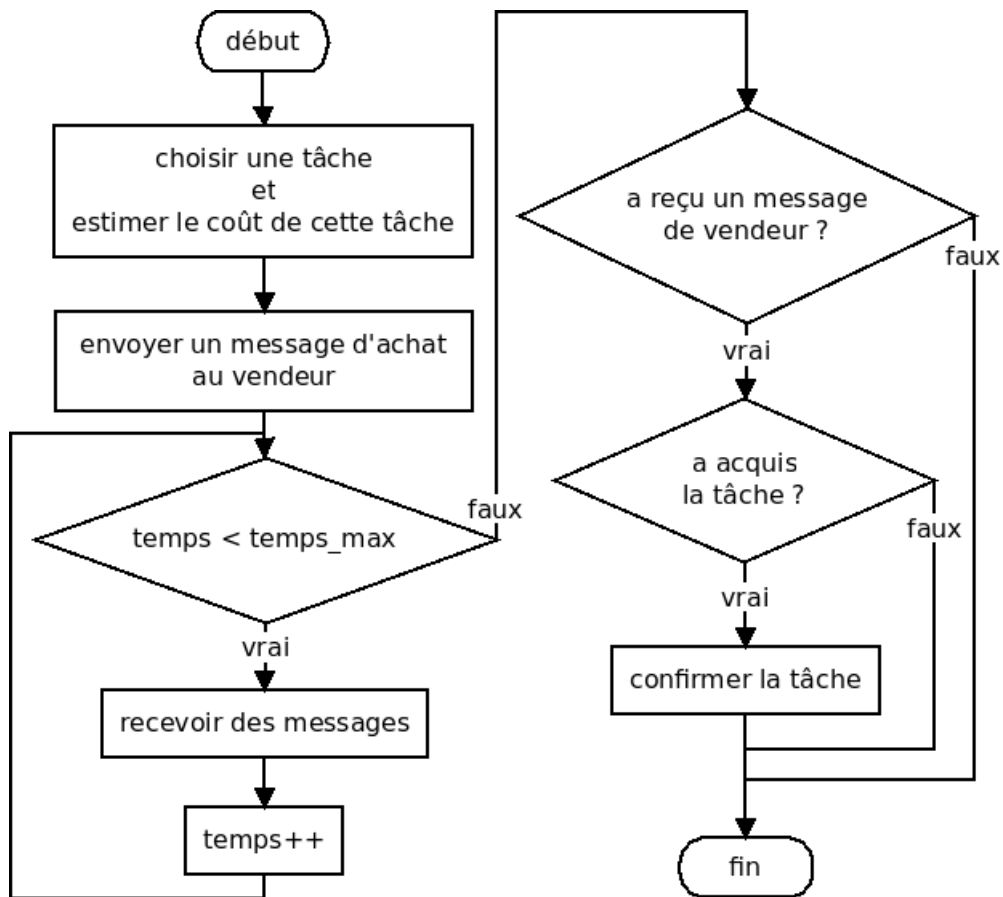 début
choisir une tâche
et
estimer le coût de cette tâche
envoyer un message d'achat
au vendeur
temps < temps_max
faux
vrai
recevoir des messages
temps++
a reçu un message
de vendeur ?
faux
vrai
a acquis
la tâche ?
faux
vrai
confirmer la tâche
fin